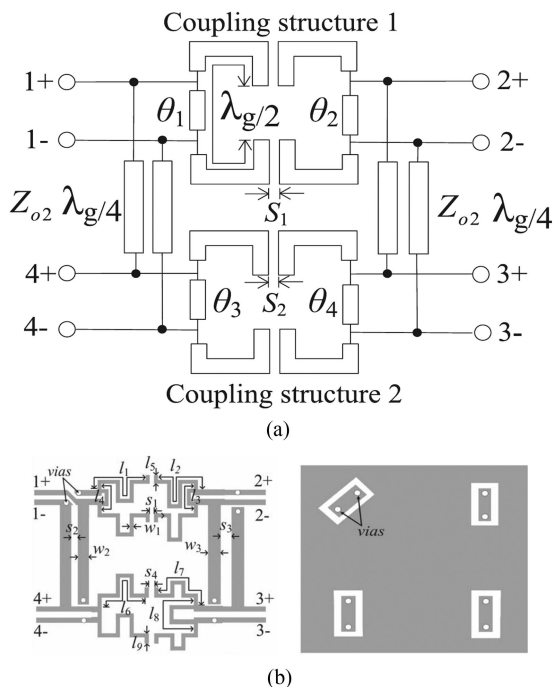 Coupling structure 1
1+
2+
θ1
λg/2
θ2
1-
2-
S1
Zo2 λg/4
Zo2 λg/4
4+
3+
S2
θ3
θ4
4-
3-
Coupling structure 2
(a)
vias
l1
l5
l2
1+
2+
l4
l3
1-
s1
2-
s2
w1
w2
w3
s3
s4
l7
4+
3+
l6
l8
4-
l9
3-
vias
(b)